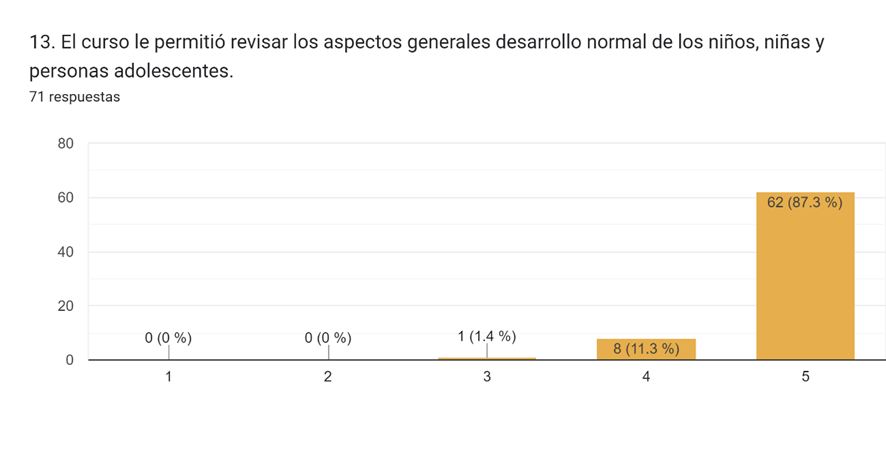 13. El curso le permitió revisar los aspectos generales desarrollo normal de los niños, niñas y
personas adolescentes.
71 respuestas
80
60
40
20
0
0 (0 %)
0 (0 %)
1 (1.4 %)
8 (11.3 %)
62 (87.3 %)
1
2
3
4
5